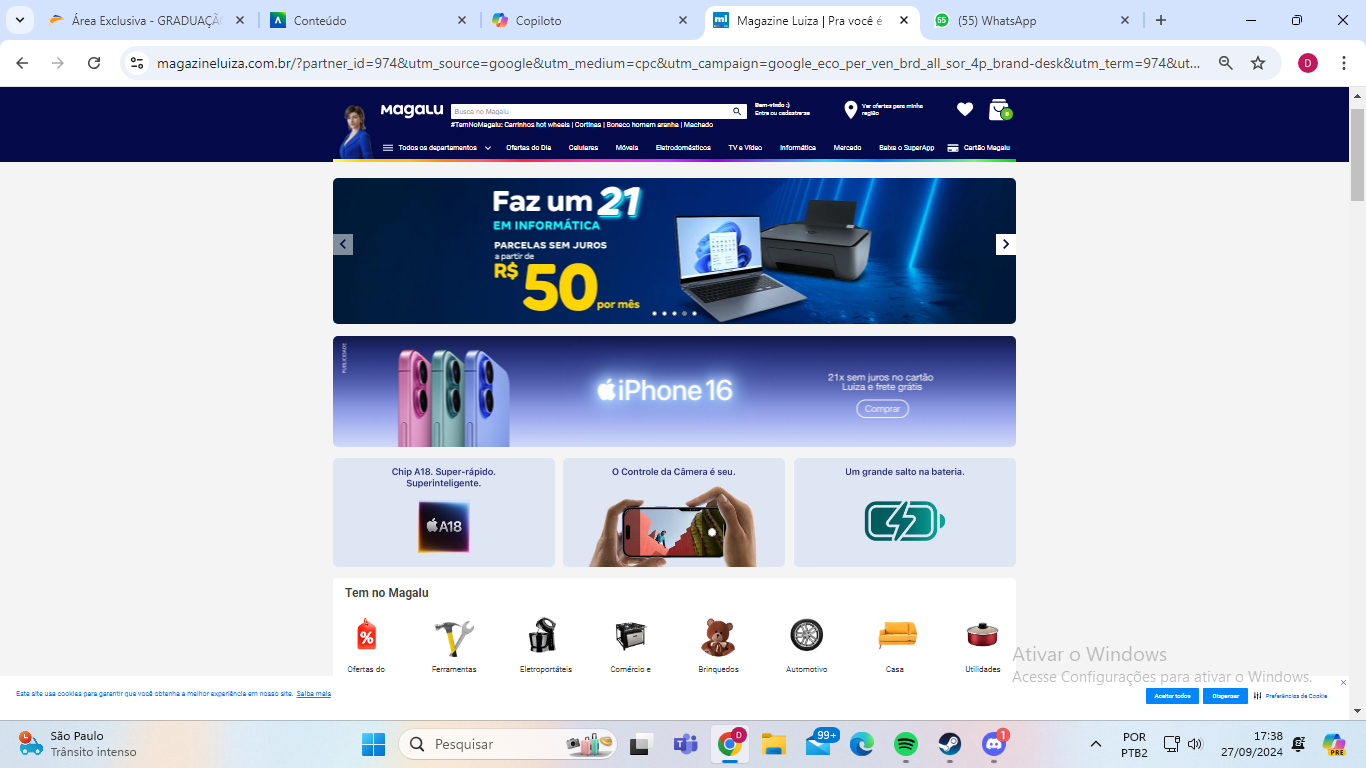 Área Exclusiva - GRADUAÇÃ
Conteúdo
Copiloto
Magazine Luiza | Pra você é
(55) WhatsApp
magazineluiza.com.br/?partner_id=974&utm_source=google&utm_medium=cpc&utm_campaign=google_eco_per_ven_brd_all_sor_4p_brand-desk&utm_term=974&ut...
D
Magalu
Busca no Magalu
Bem-vindo :)
Entre ou cadastre-se
Ver ofertas para minha
região
#TemNoMagalu: Carrinhos hot wheels | Cortinas | Boneco homem aranha | Machado
Todos os departamentos
Ofertas do Dia
Celulares
Móveis
Eletrodomésticos
TV e Vídeo
Informática
Mercado
Baixe o SuperApp
Cartão Magalu
Faz um 21
EM INFORMÁTICA
PARCELAS SEM JUROS
a partir de
R$ 50 por mês
PUBLICIDADE
iPhone 16
21x sem juros no cartão
Luiza e frete grátis
Comprar
Chip A18. Super-rápido.
Superinteligente.
A18
O Controle da Câmera é seu.
Um grande salto na bateria.
Tem no Magalu
Ofertas do
Ferramentas
Eletroportáteis
Comércio e
Brinquedos
Automotivo
Casa
Utilidades
Ativar o Windows
Acesse Configurações para ativar o Windows.
Este site usa cookies para garantir que você obtenha a melhor experiência em nosso site. Saiba mais
Aceitar todos
Dispensar
Preferências de Cookie
São Paulo
Trânsito intenso
Pesquisar
D
99+
1
POR
PTB2
17:38
27/09/2024
PRE